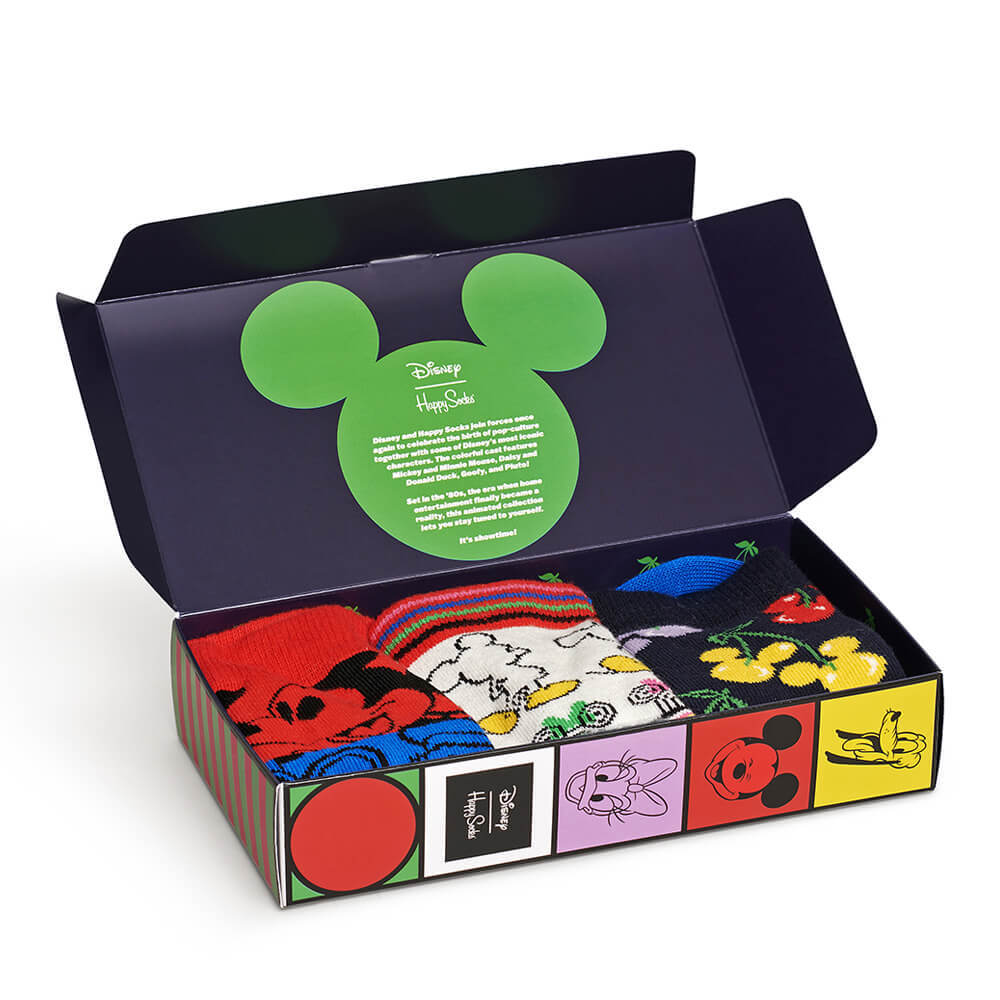 Disney
Happy Socks
Disney and Happy Socks join forces once
again to celebrate the birth of pop-culture
together with some of Disney's most iconic
characters. The colorful cast features
Mickey and Minnie Mouse, Daisy and
Donald Duck, Goofy, and Pluto!
Set in the '80s, the era when home
entertainment finally became a
reality, this animated collection
lets you stay tuned to yourself.
It's showtime!
Disney
Happy Socks